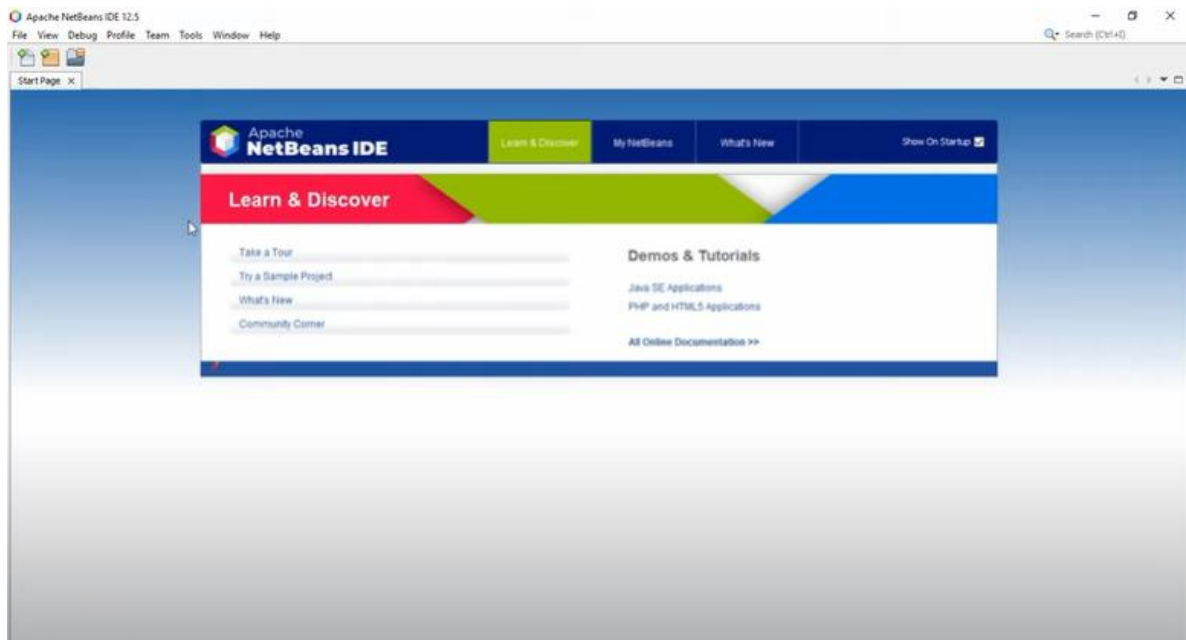 Apache NetBeans IDE 12.5
File View Debug Profile Team Tools Window Help
Search (Ctrl+I)
Start Page
Apache
NetBeans IDE
Learn & Discover
My NetBeans
What's New
Show On Startup
Learn & Discover
Take a Tour
Try a Sample Project
What's New
Community Corner
Demos & Tutorials
Java SE Applications
PHP and HTML5 Applications
All Online Documentation >>